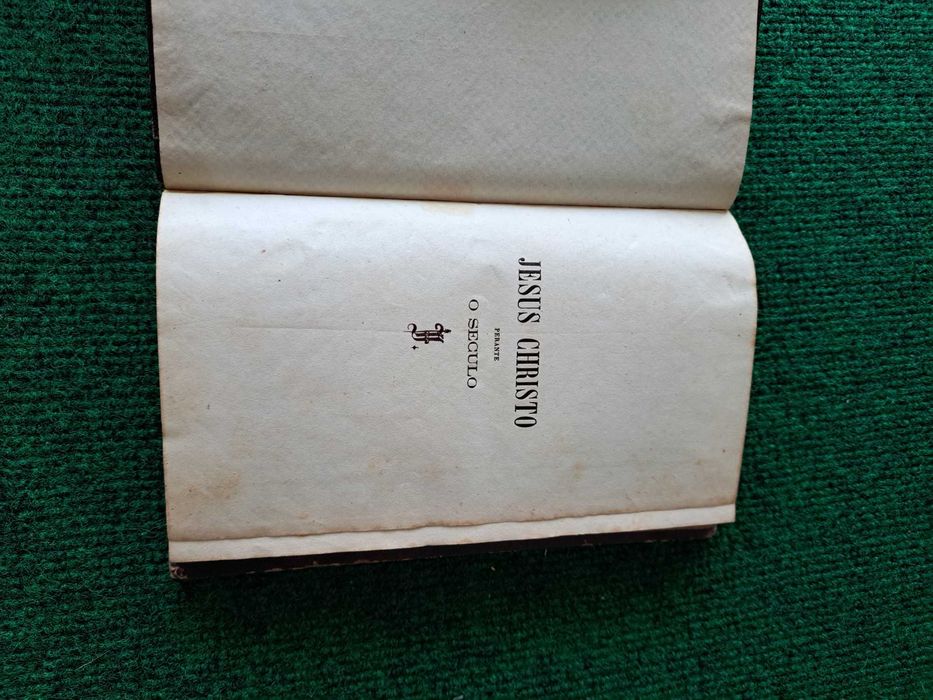 JESUS CHRISTO
PERANTE
O SECULO